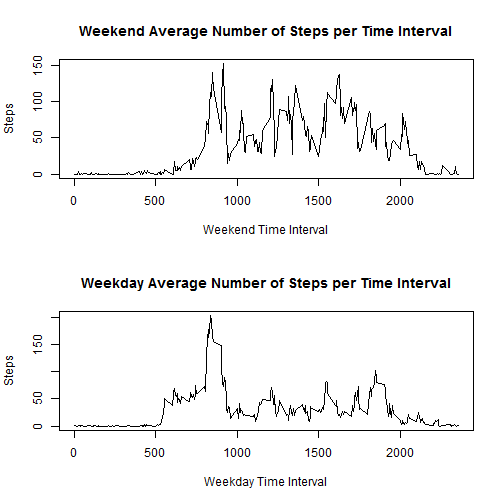 Weekend Average Number of Steps per Time Interval
150
100
50
0
Steps
0 500 1000 1500 2000
Weekend Time Interval
Weekday Average Number of Steps per Time Interval
150
50
0
Steps
0 500 1000 1500 2000
Weekday Time Interval